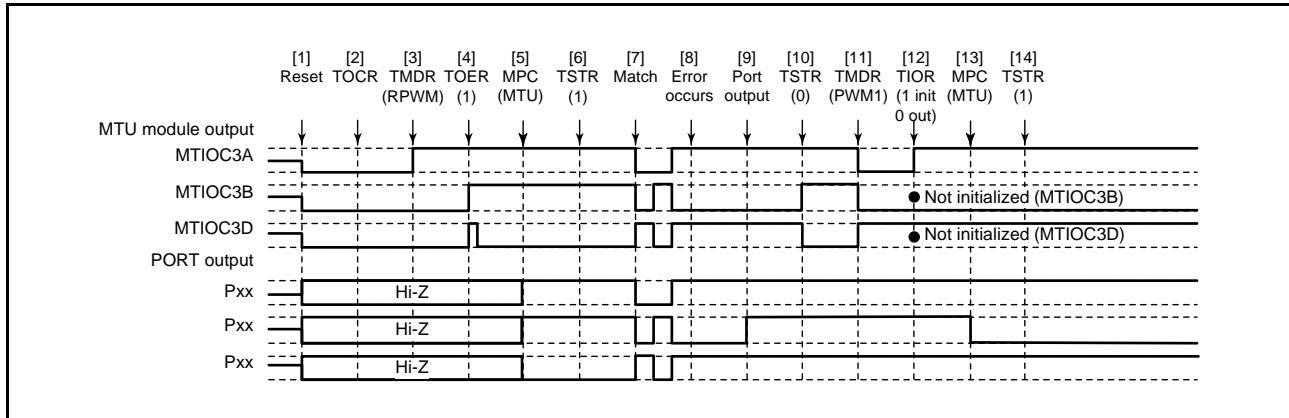 [1] [2] [3] [4] [5] [6] [7] [8] [9] [10] [11] [12] [13] [14]
Reset TOCR TMDR TOER MPC TSTR Match Error Port TSTR TMDR TIOR MPC TSTR
(RPWM) (1) (MTU) (1) occurs output (0) (PWM1) (1 init (MTU) (1)
0 out)
MTU module output
MTIOC3A
MTIOC3B
Not initialized (MTIOC3B)
MTIOC3D
Not initialized (MTIOC3D)
PORT output
Pxx Hi-Z
Pxx Hi-Z
Pxx Hi-Z